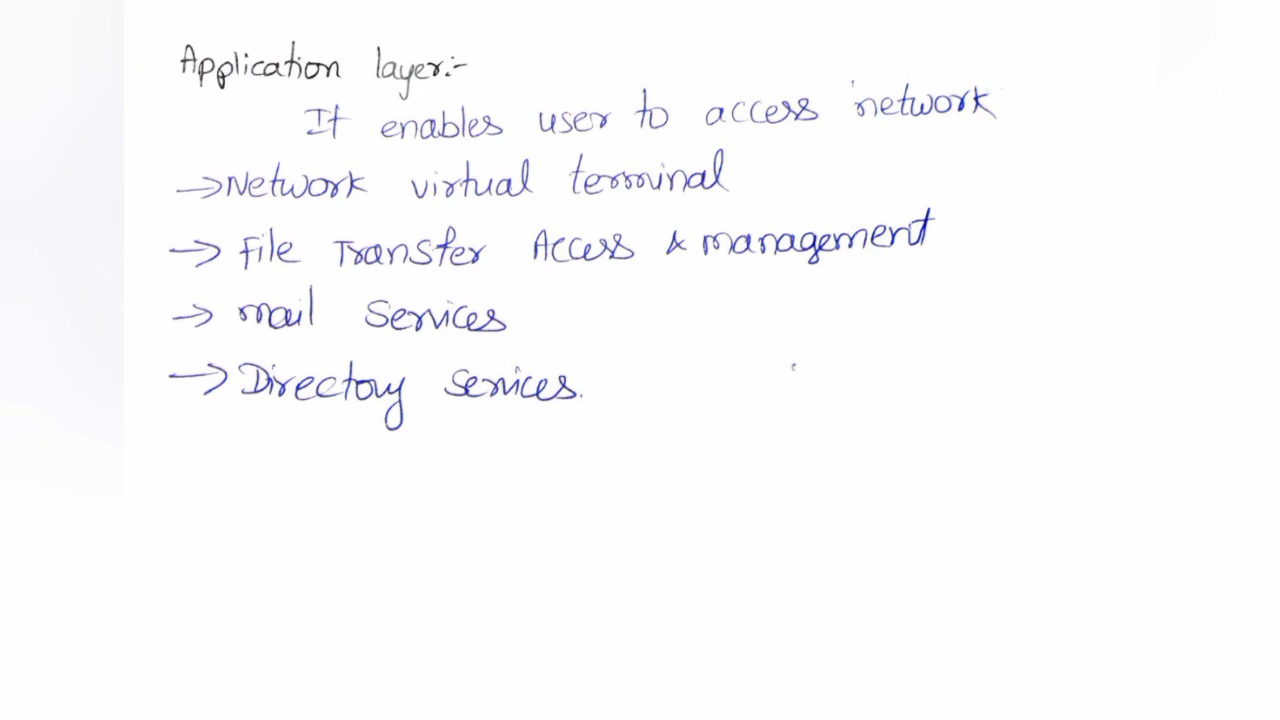 Application layer:-
It enables user to access network
→Network virtual terminal
→ File Transfer Access & management
→ mail Services
→ Directory Services.